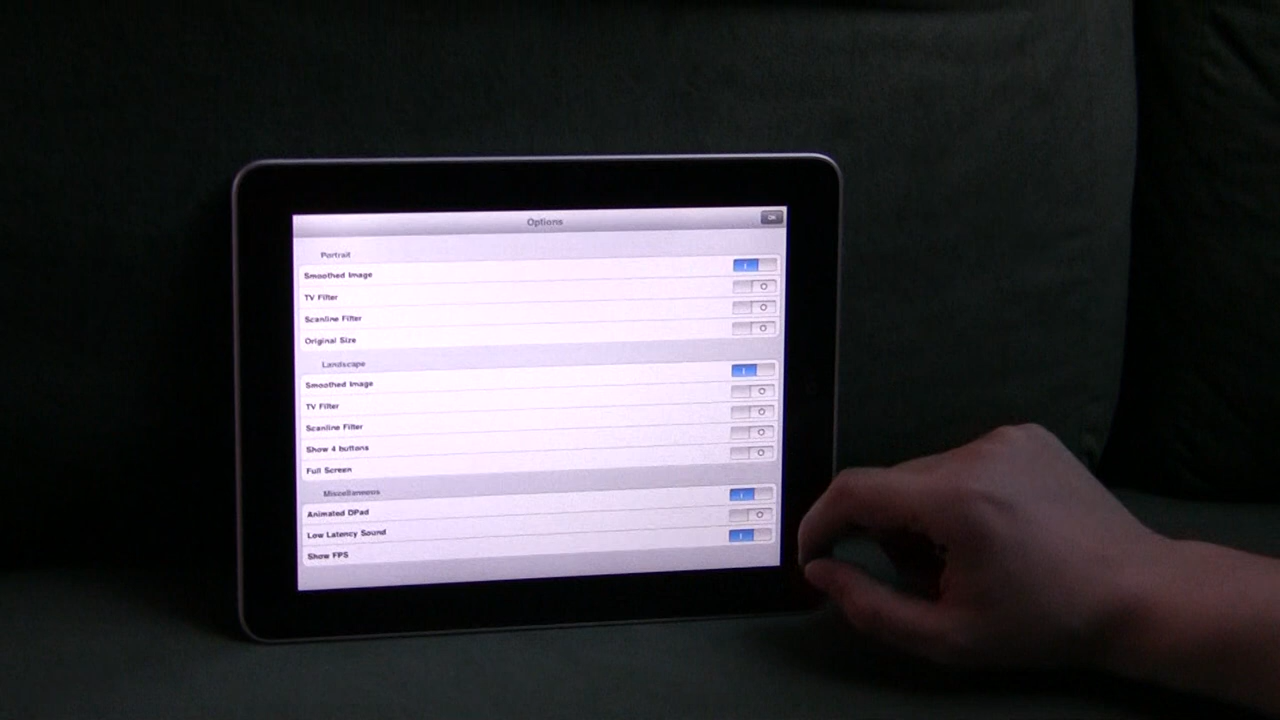 Options
OK
Portrait
Smoothed Image
TV Filter
Scanline Filter
Original Size
Landscape
Smoothed Image
TV Filter
Scanline Filter
Show 4 buttons
Full Screen
Miscellaneous
Animated DPad
Low Latency Sound
Show FPS